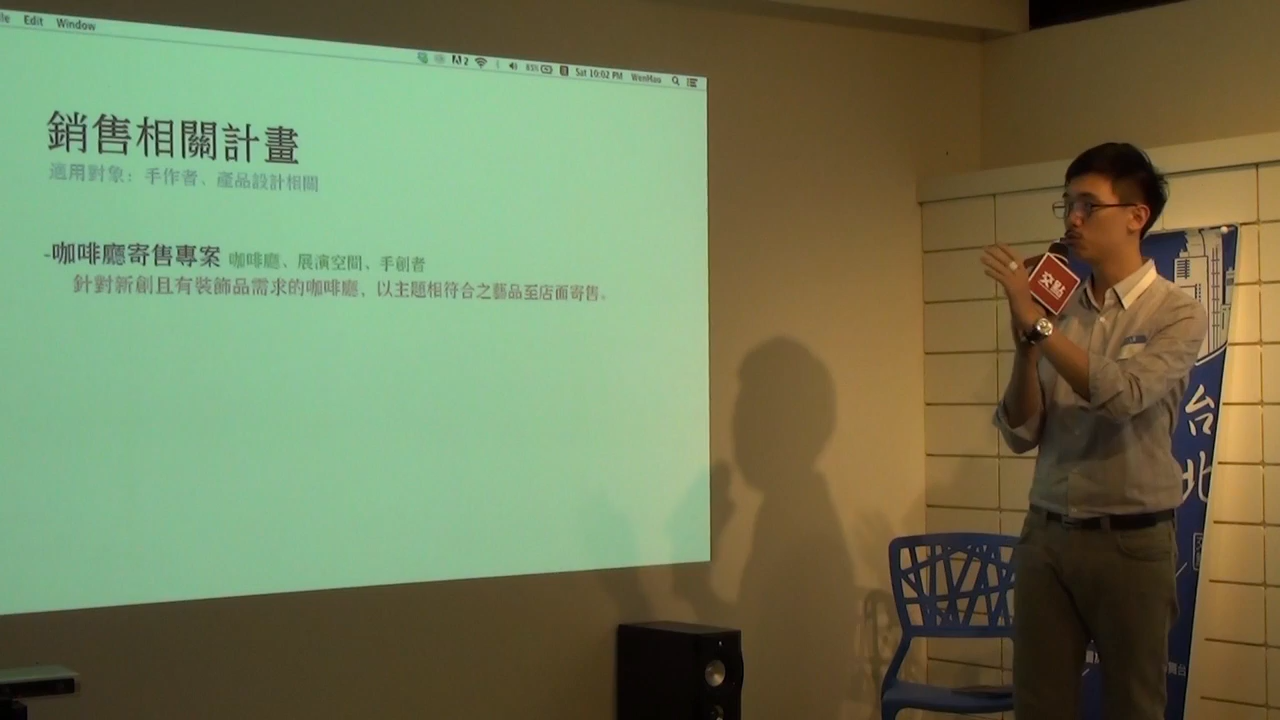 Edit Window
2 Sat 10:02 PM WenHao
銷售相關計畫
適用對象：手作者、產品設計相關
-咖啡廳寄售專案 咖啡廳、展演空間、手創者
針對新創且有裝飾品需求的咖啡廳，以主題相符合之藝品至店面寄售。
交點
台
北